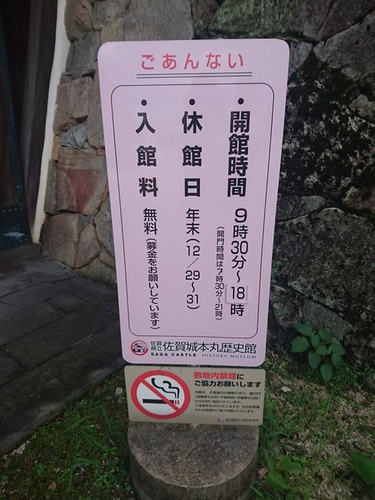 ごあんない
・開館時間 9時30分～18時
(開門時間は7時30分～21時)
・休館日 年末(12／29～31)
・入館料 無料(募金をお願いしています)
佐賀県立 佐賀城本丸歴史館
SAGA CASTLE HISTORY MUSEUM
敷地内禁煙に
ご協力お願いします